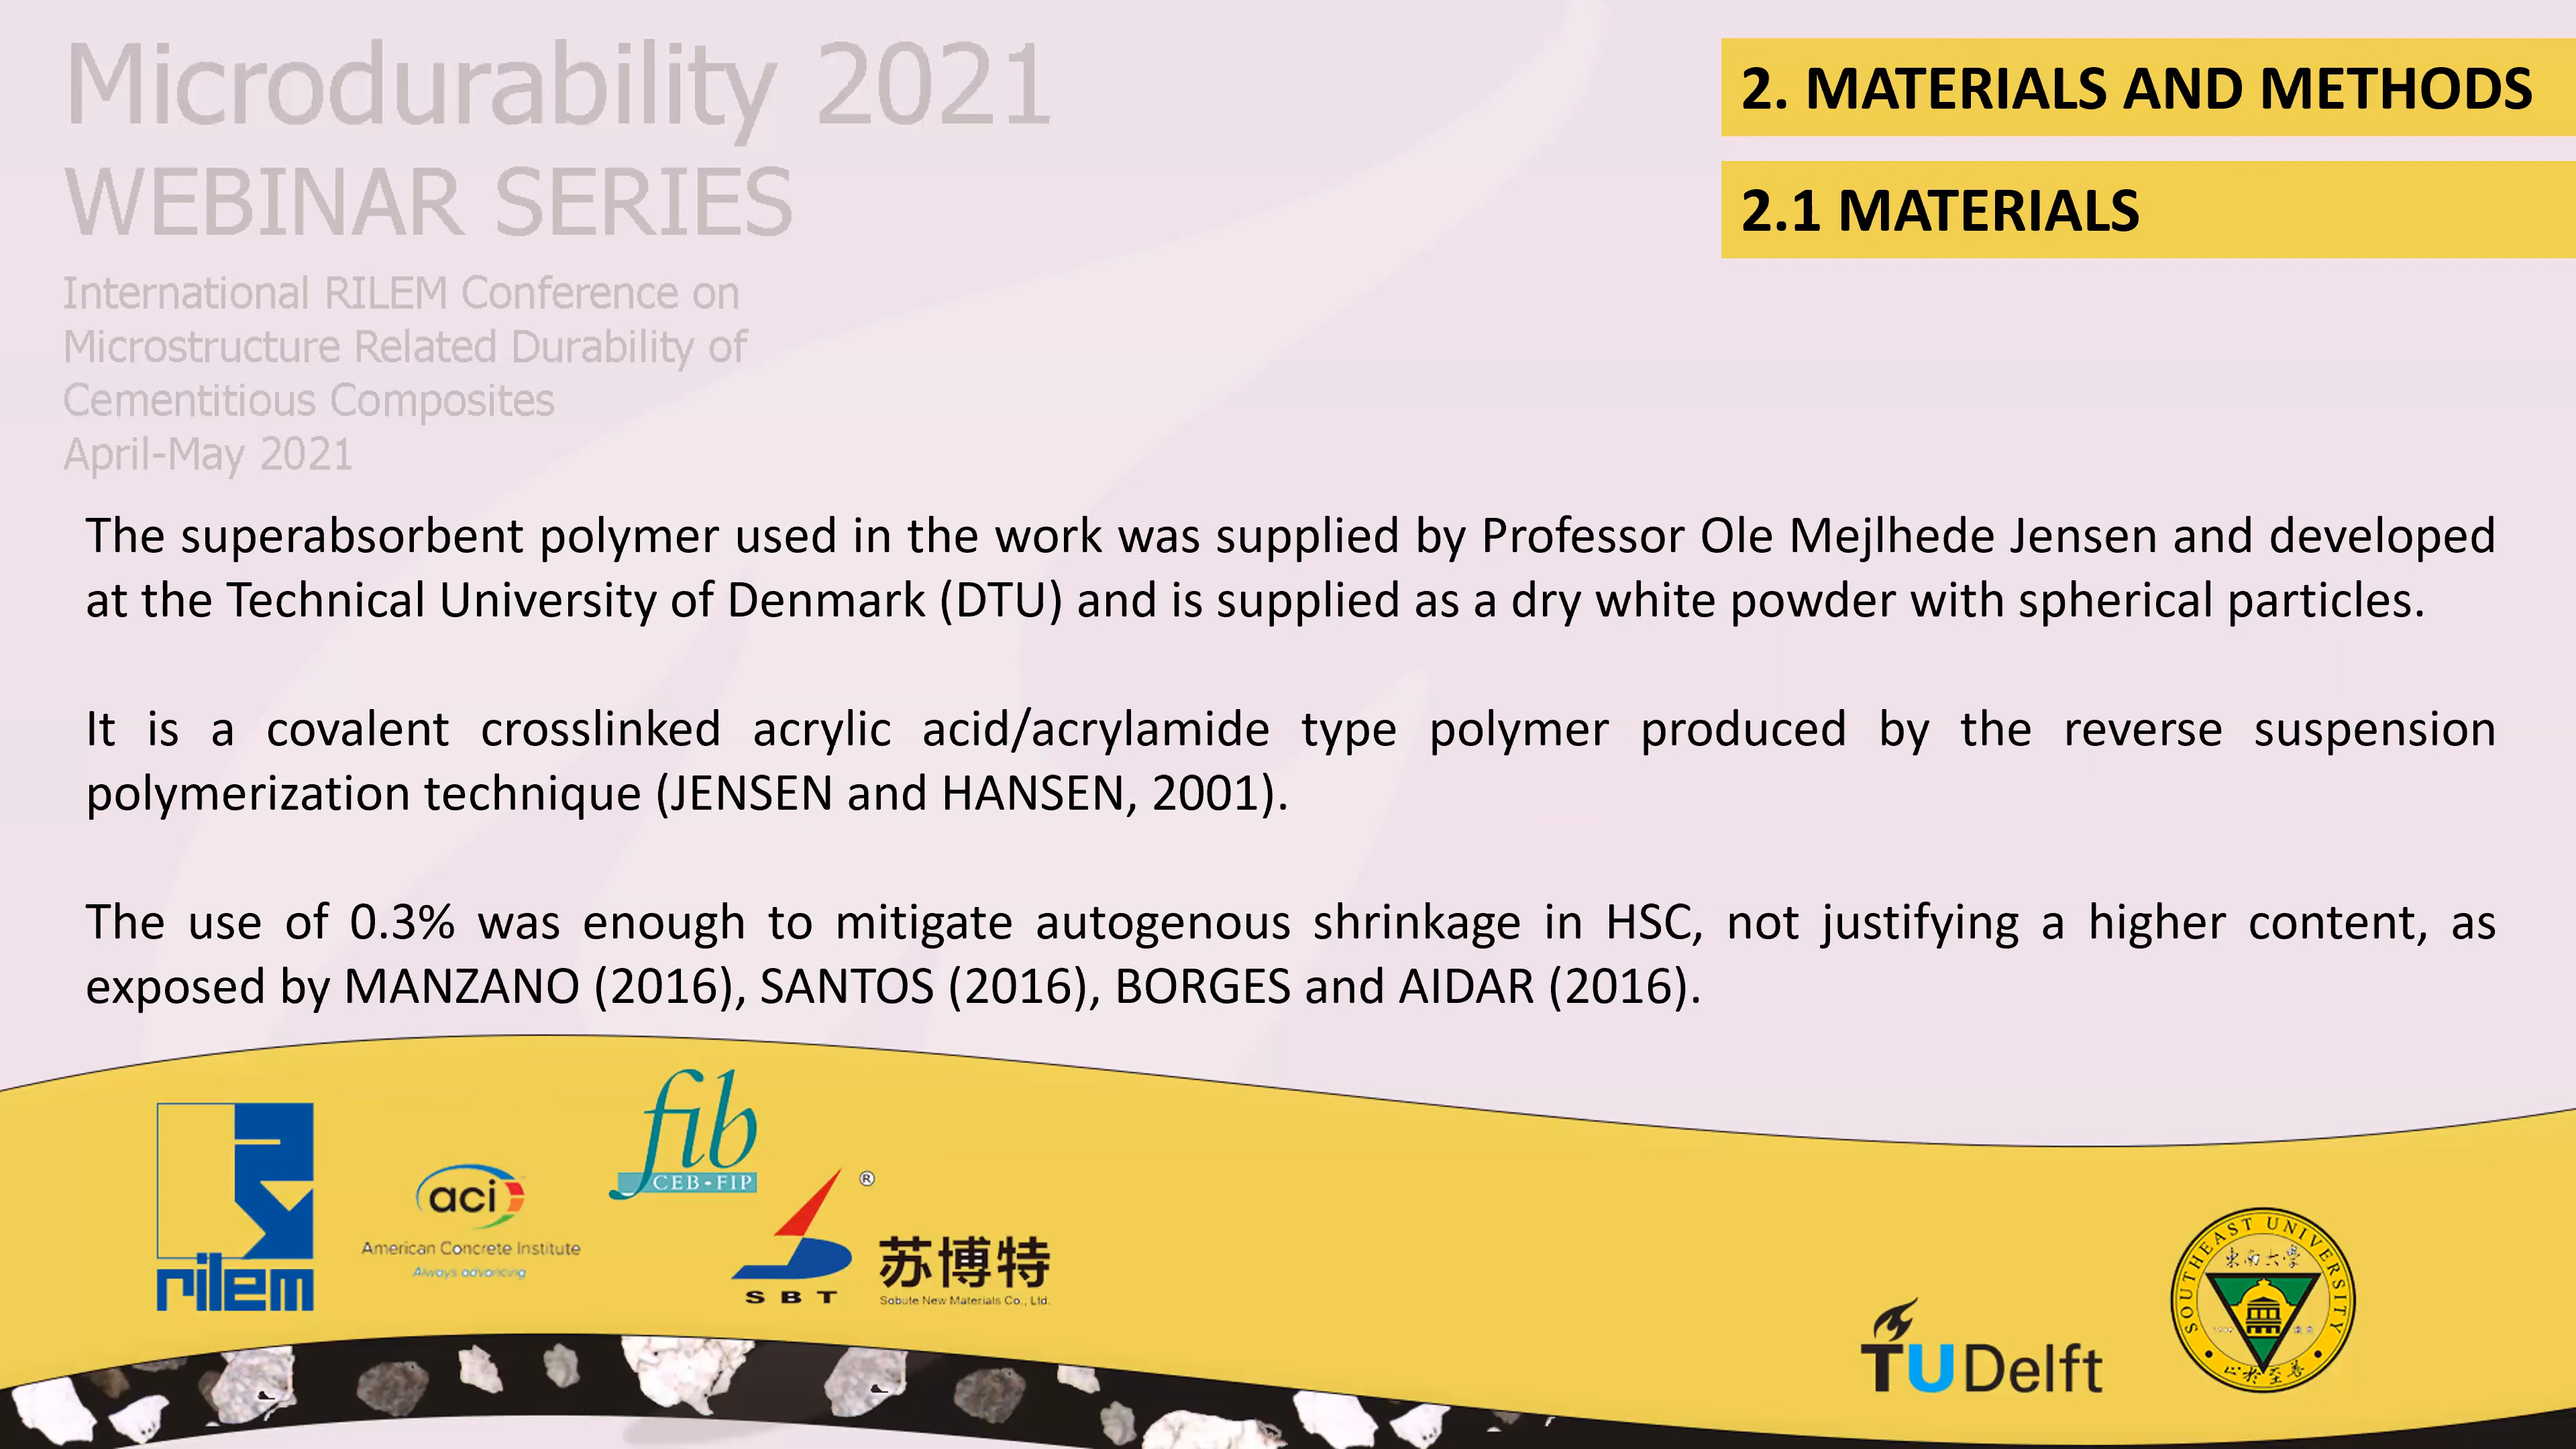 Microdurability 2021
WEBINAR SERIES
International RILEM Conference on
Microstructure Related Durability of
Cementitious Composites
April-May 2021
2. MATERIALS AND METHODS
2.1 MATERIALS
The superabsorbent polymer used in the work was supplied by Professor Ole Mejlhede Jensen and developed
at the Technical University of Denmark (DTU) and is supplied as a dry white powder with spherical particles.
It is a covalent crosslinked acrylic acid/acrylamide type polymer produced by the reverse suspension
polymerization technique (JENSEN and HANSEN, 2001).
The use of 0.3% was enough to mitigate autogenous shrinkage in HSC, not justifying a higher content, as
exposed by MANZANO (2016), SANTOS (2016), BORGES and AIDAR (2016).
rilem
aci
American Concrete Institute
Always advancing
fib
CEB-FIP
®
SBT
苏博特
Sobute New Materials Co., Ltd.
TUDelft
SOUTHEAST UNIVERSITY
東南大學